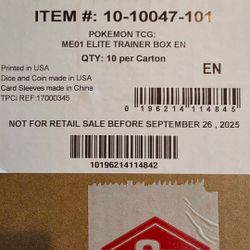 ITEM #: 10-10047-101
POKEMON TCG:
ME01 ELITE TRAINER BOX EN
QTY: 10 per Carton
Printed in USA
Dice and Coin made in USA
Card Sleeves made in China
TPCi REF:17000345
EN
0 196214 114845
NOT FOR RETAIL SALE BEFORE SEPTEMBER 26 , 2025
10196214114842